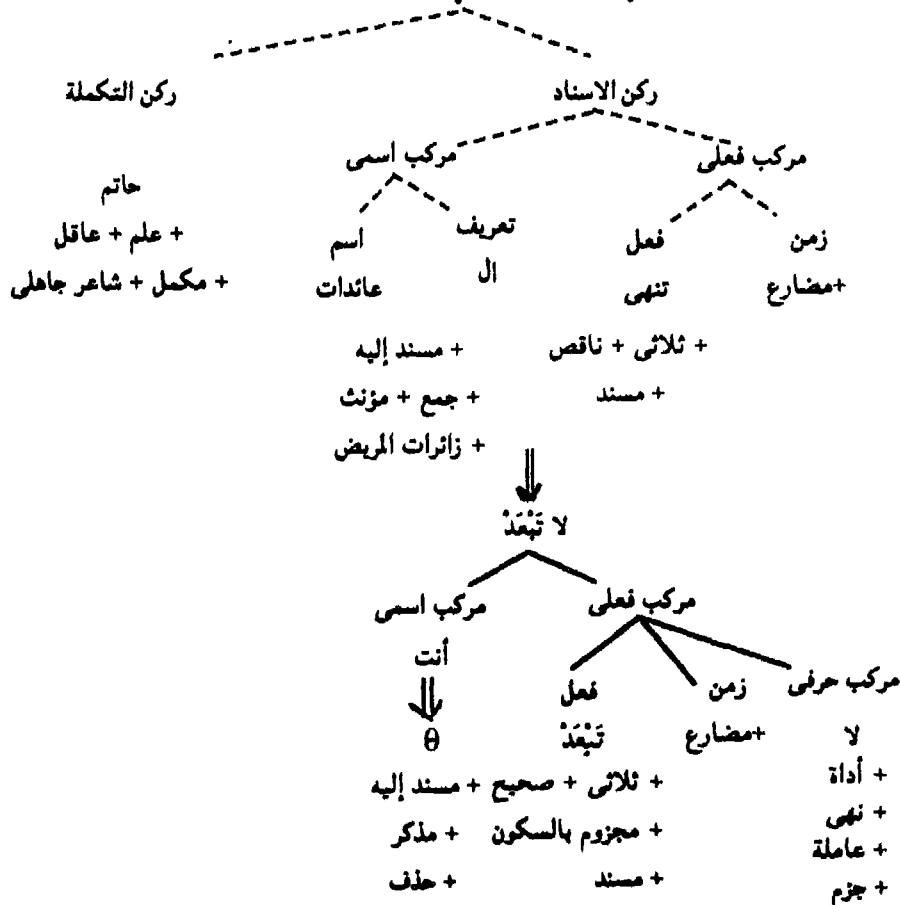 ركن الاسناد ركن التكملة
مركب فعلى مركب اسمى
حاتم
زمن فعل تعريف اسم + علم + عاقل
+مضارع تنهى ال عائدات + مكمل + شاعر جاهلى
+ ثلاثى + ناقص + مسند إليه
+ مسند + جمع + مؤنث
+ زائرات المريض
لا تَبْعَدْ
مركب فعلى مركب اسمى
أنت
مركب حرفى زمن فعل
لا +مضارع تَبْعَدْ θ
+ أداة + ثلاثى + صحيح + مسند إليه
+ نهى + مجزوم بالسكون + مذكر
+ عاملة
+ جزم + مسند + حذف